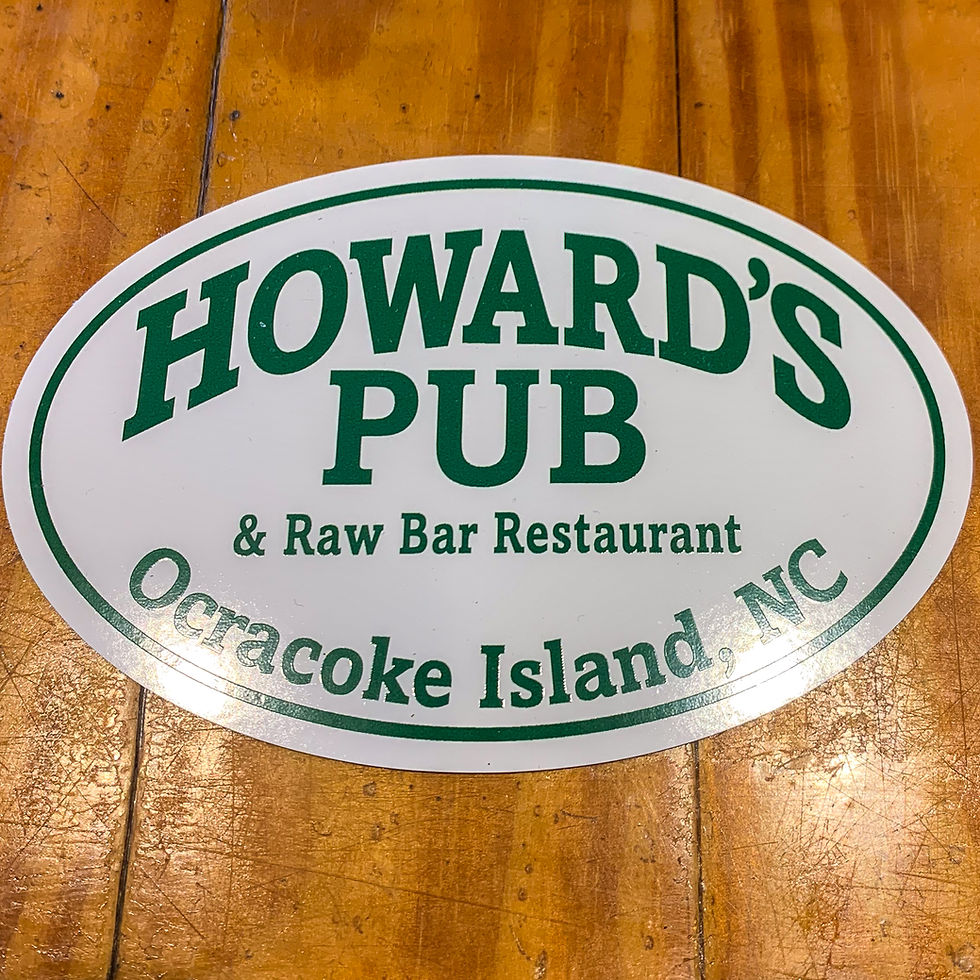 HOWARD'S
PUB
& Raw Bar Restaurant
Ocracoke Island, NC